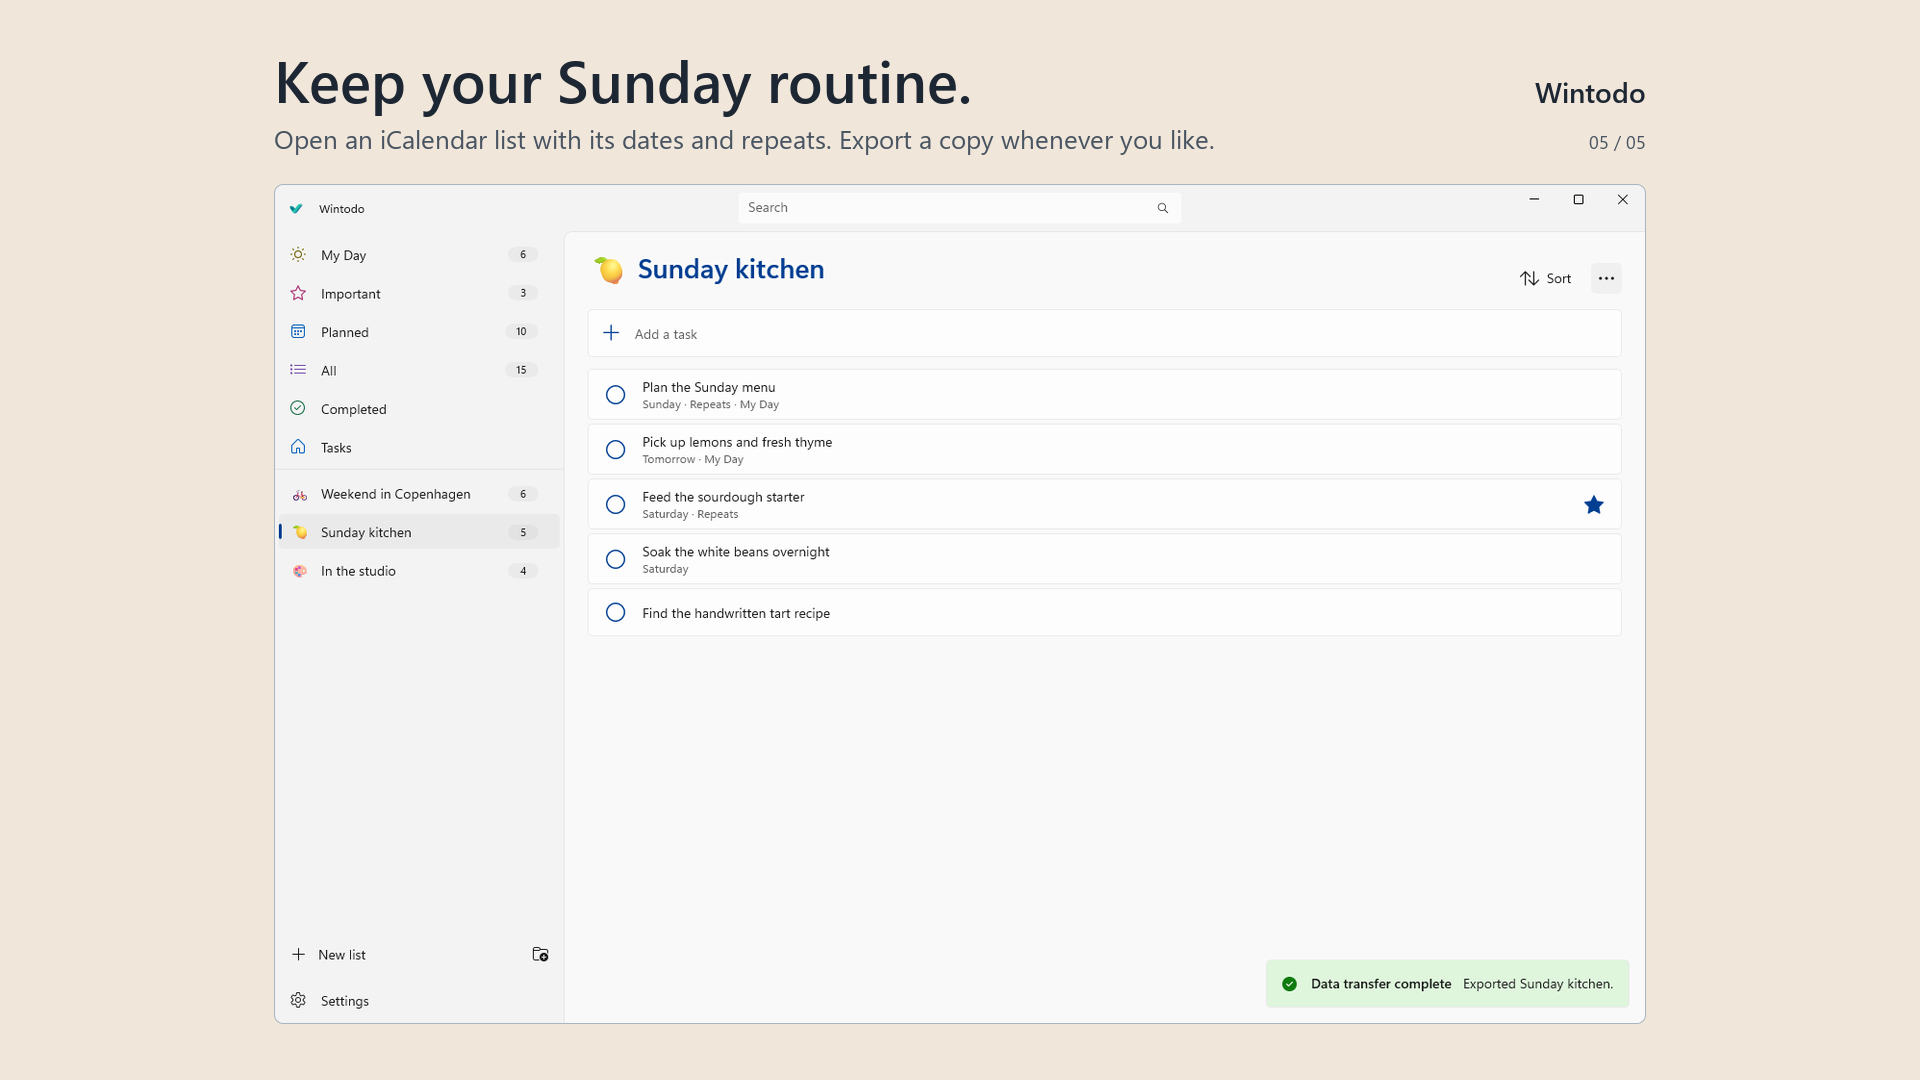 Keep your Sunday routine.
Wintodo
Open an iCalendar list with its dates and repeats. Export a copy whenever you like.
05 / 05
Wintodo
Search
My Day 6
Important 3
Planned 10
All 15
Completed
Tasks
Weekend in Copenhagen 6
Sunday kitchen 5
In the studio 4
New list
Settings
Sunday kitchen
Sort
Add a task
Plan the Sunday menu
Sunday · Repeats · My Day
Pick up lemons and fresh thyme
Tomorrow · My Day
Feed the sourdough starter
Saturday · Repeats
Soak the white beans overnight
Saturday
Find the handwritten tart recipe
Data transfer complete Exported Sunday kitchen.